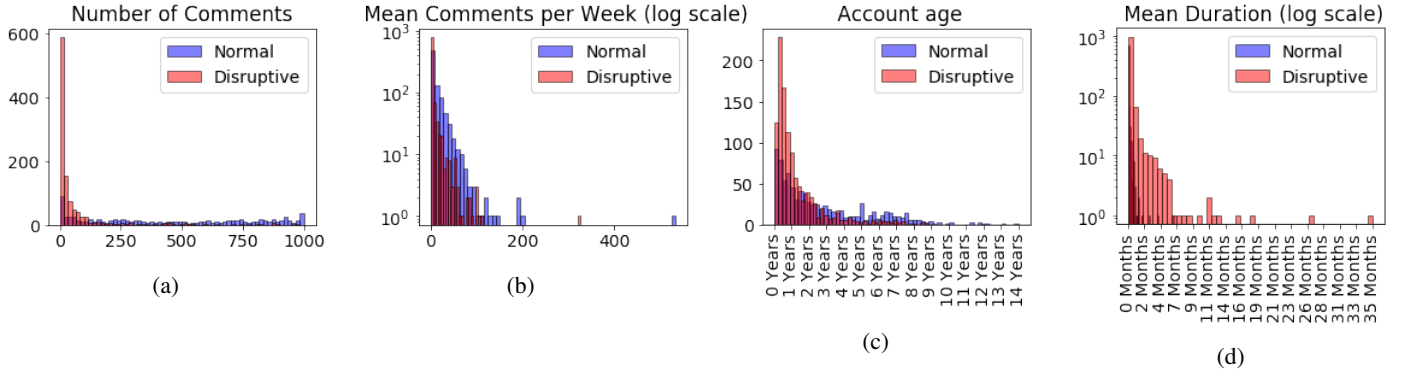 Number of Comments
600
400
200
0
0
250
500
750
1000
Normal
Disruptive
(a)
Mean Comments per Week (log scale)
10³
10²
10¹
10⁰
0
200
400
Normal
Disruptive
(b)
Account age
200
150
100
50
0
0 Years
1 Years
2 Years
3 Years
4 Years
5 Years
6 Years
7 Years
8 Years
9 Years
10 Years
11 Years
12 Years
13 Years
14 Years
Normal
Disruptive
(c)
Mean Duration (log scale)
10³
10²
10¹
10⁰
0 Months
2 Months
4 Months
7 Months
9 Months
11 Months
14 Months
16 Months
19 Months
21 Months
23 Months
26 Months
28 Months
31 Months
33 Months
35 Months
Normal
Disruptive
(d)